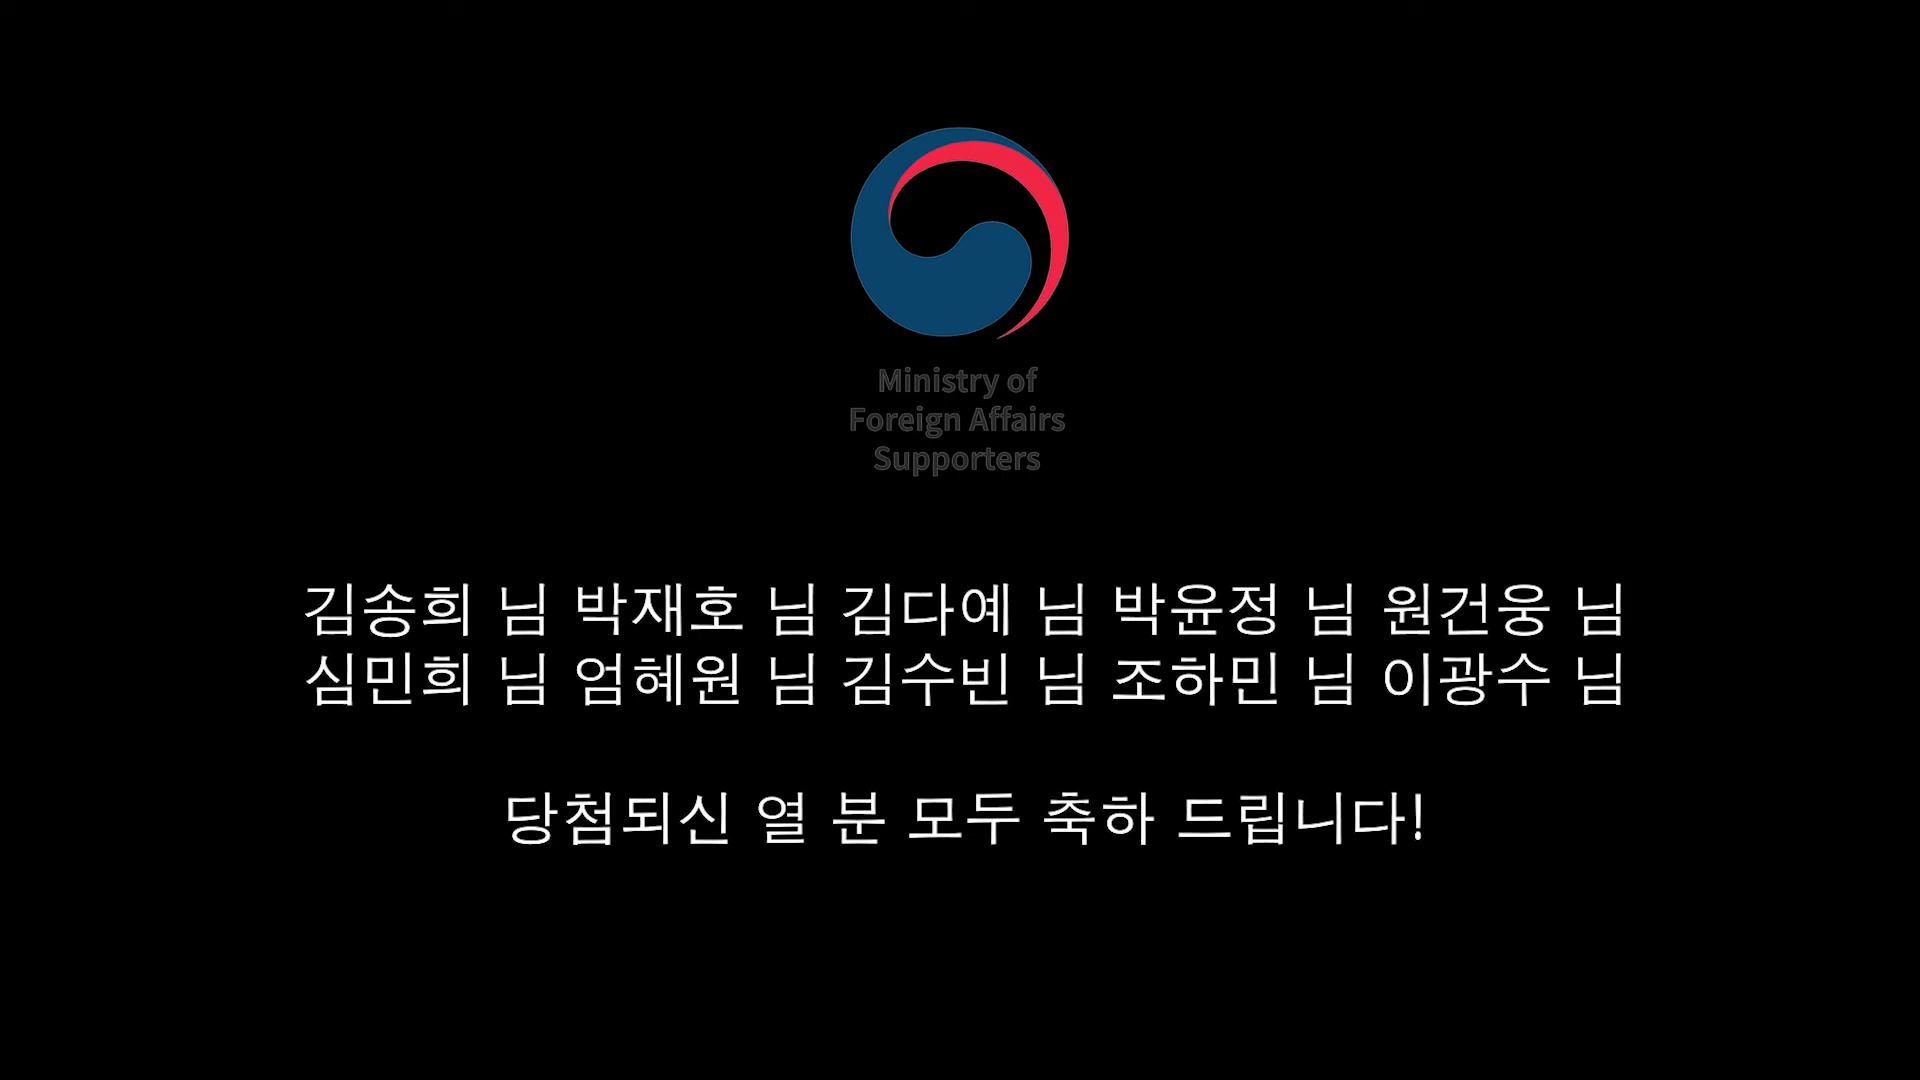 Ministry of
Foreign Affairs
Supporters
김송희 님 박재호 님 김다예 님 박윤정 님 원건웅 님
심민희 님 엄혜원 님 김수빈 님 조하민 님 이광수 님
당첨되신 열 분 모두 축하 드립니다!